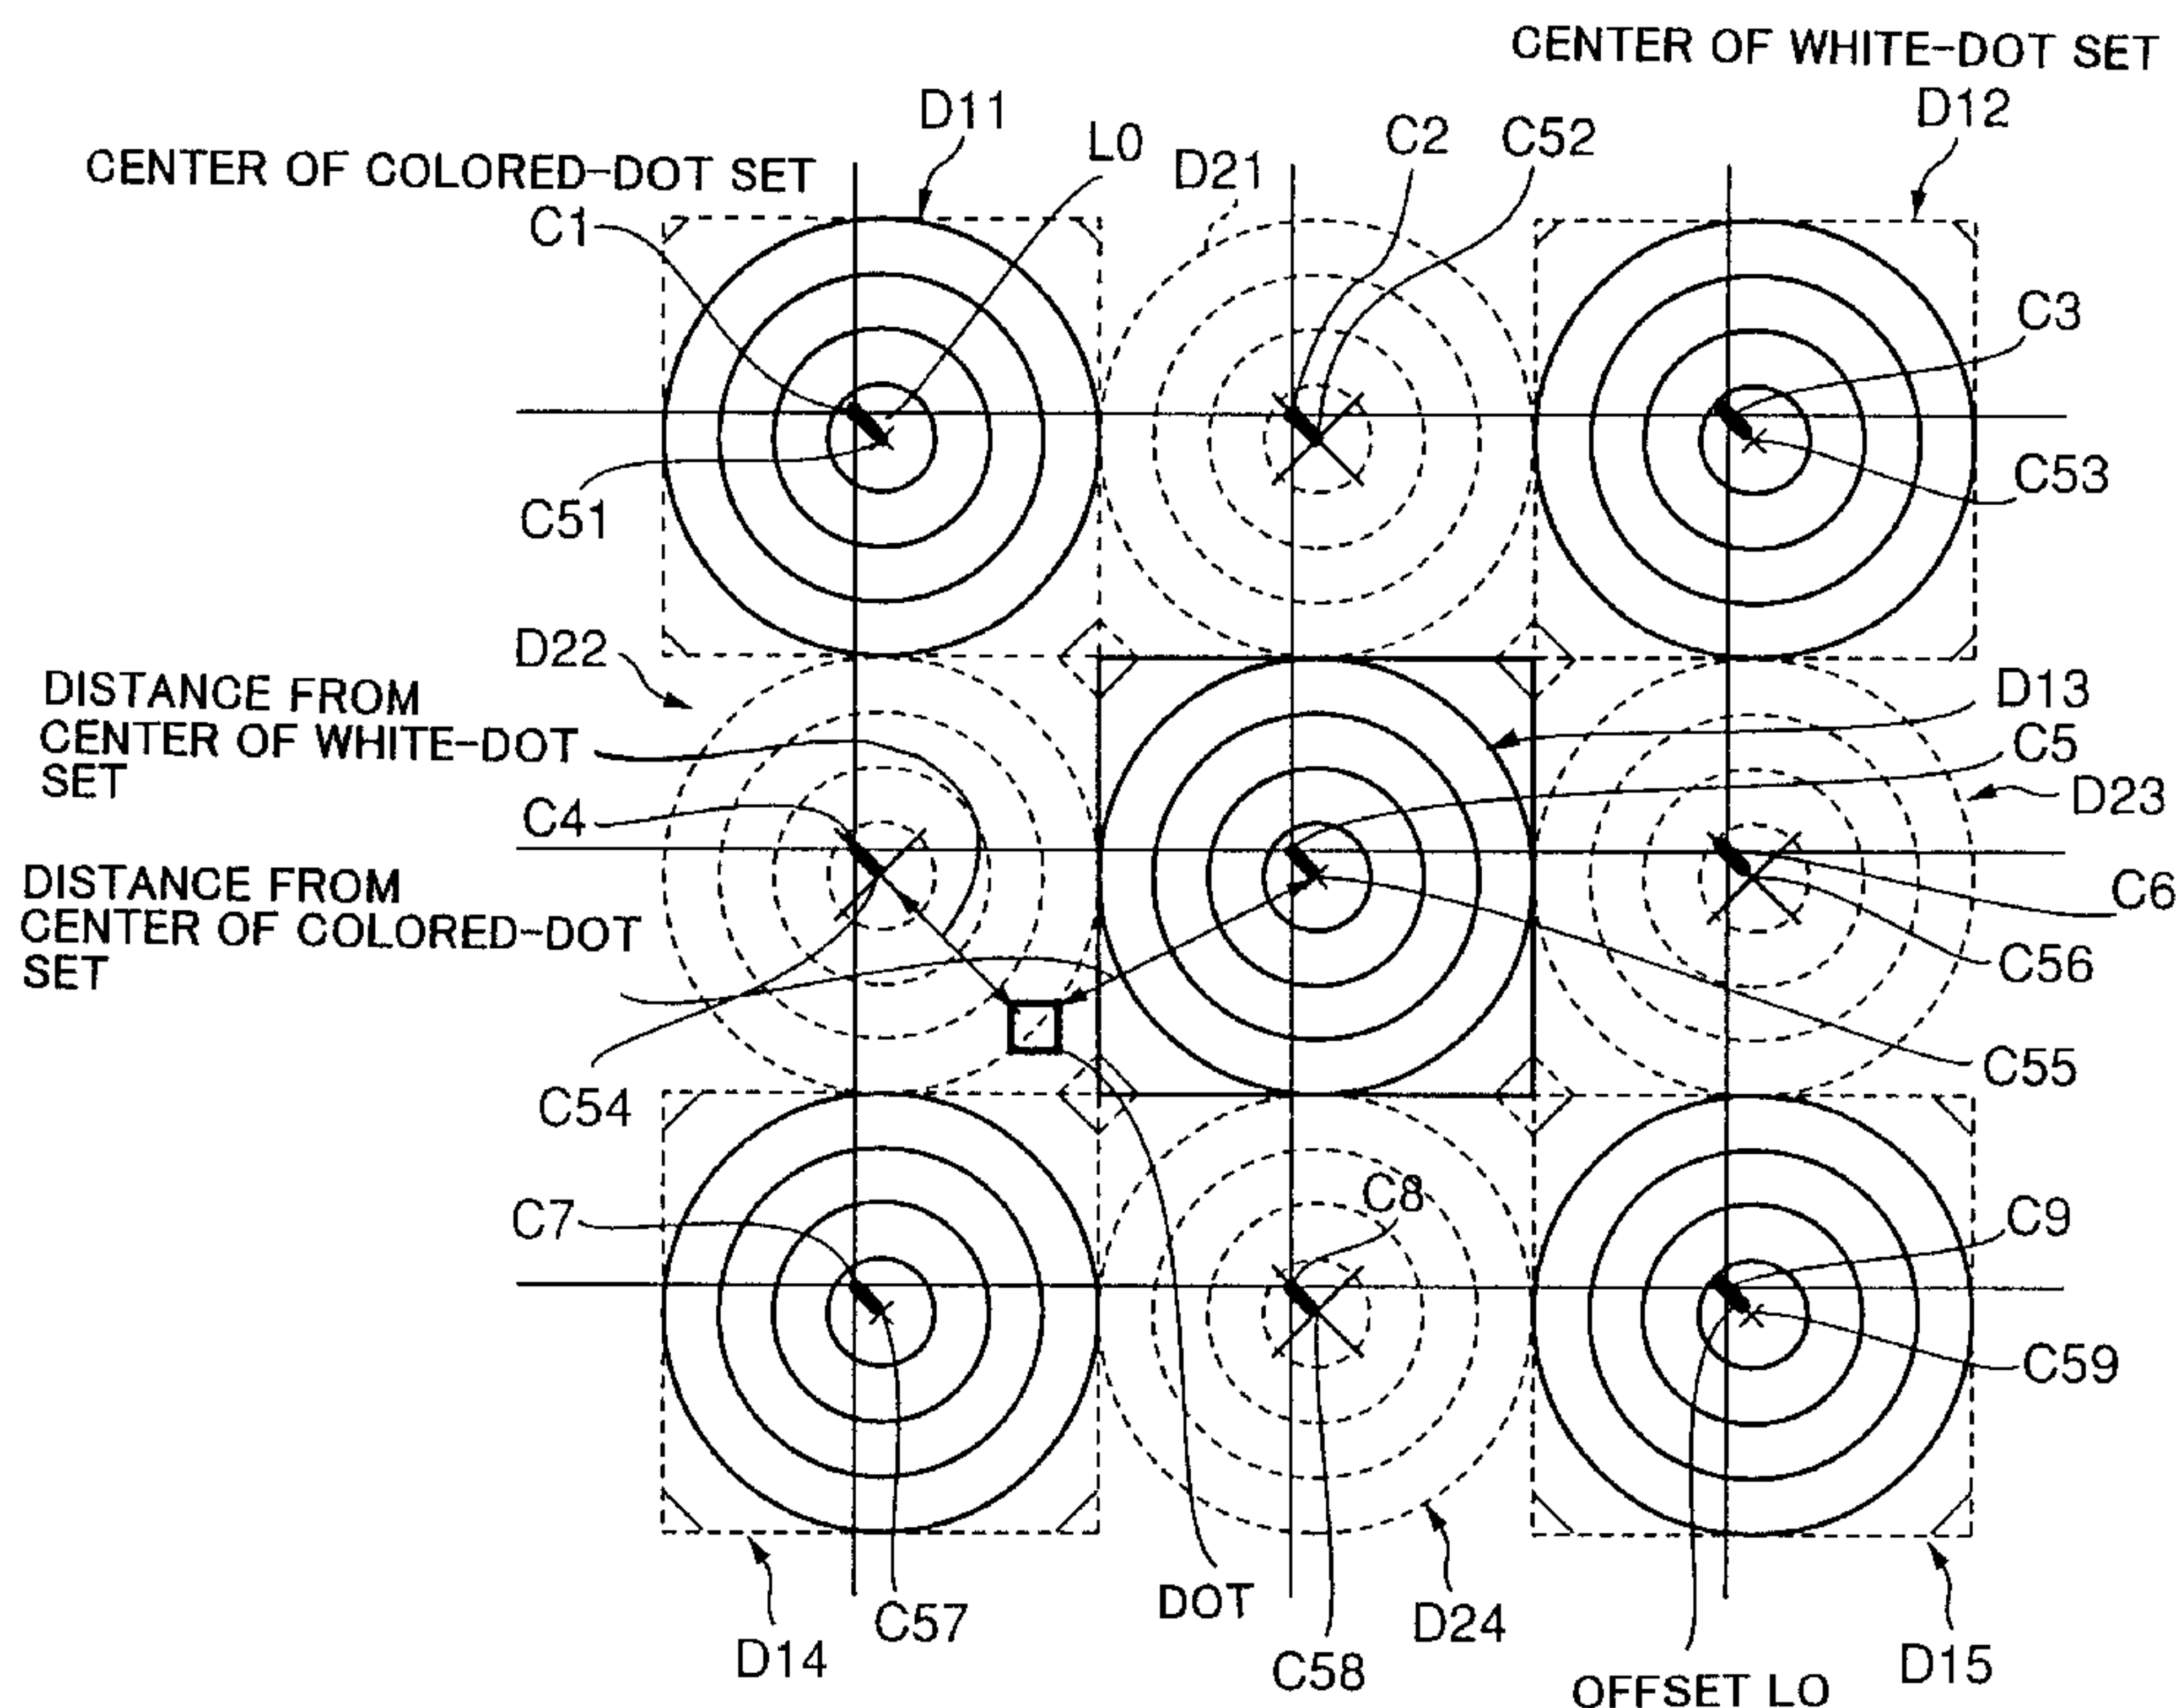 CENTER OF WHITE-DOT SET
D11
D12
L0
C2
C52
CENTER OF COLORED-DOT SET
D21
C1
C3
C51
C53
D22
DISTANCE FROM
CENTER OF WHITE-DOT
SET
D13
C5
C4
D23
DISTANCE FROM
CENTER OF COLORED-DOT
SET
C6
C56
C54
C55
C7
C8
C9
C59
DOT
C57
D24
D14
C58
D15
OFFSET LO